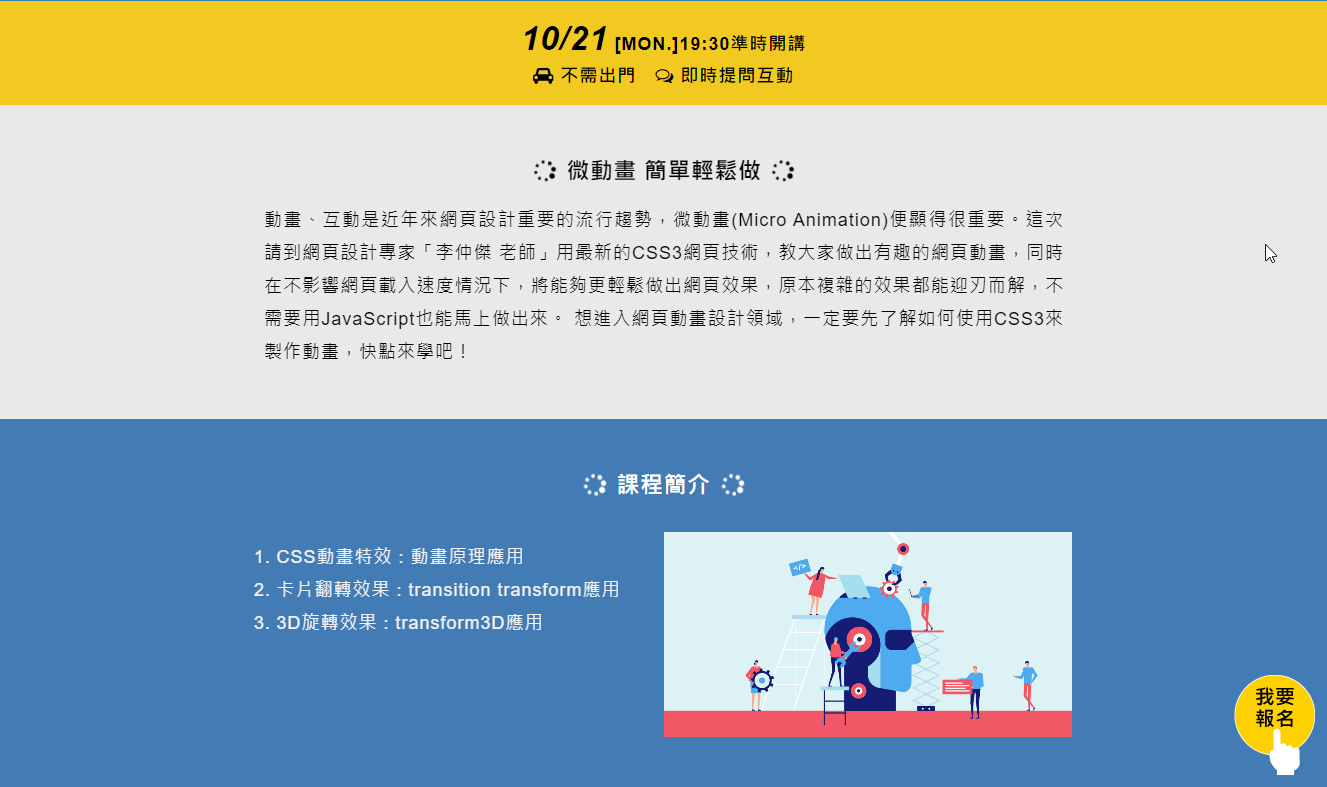 10/21 [MON.]19:30準時開講
不需出門 即時提問互動
微動畫 簡單輕鬆做
動畫、互動是近年來網頁設計重要的流行趨勢，微動畫(Micro Animation)便顯得很重要。這次
請到網頁設計專家「李仲傑 老師」用最新的CSS3網頁技術，教大家做出有趣的網頁動畫，同時
在不影響網頁載入速度情況下，將能夠更輕鬆做出網頁效果，原本複雜的效果都能迎刃而解，不
需要用JavaScript也能馬上做出來。 想進入網頁動畫設計領域，一定要先了解如何使用CSS3來
製作動畫，快點來學吧！
課程簡介
1. CSS動畫特效：動畫原理應用
2. 卡片翻轉效果：transition transform應用
3. 3D旋轉效果：transform3D應用
</>
我要
報名